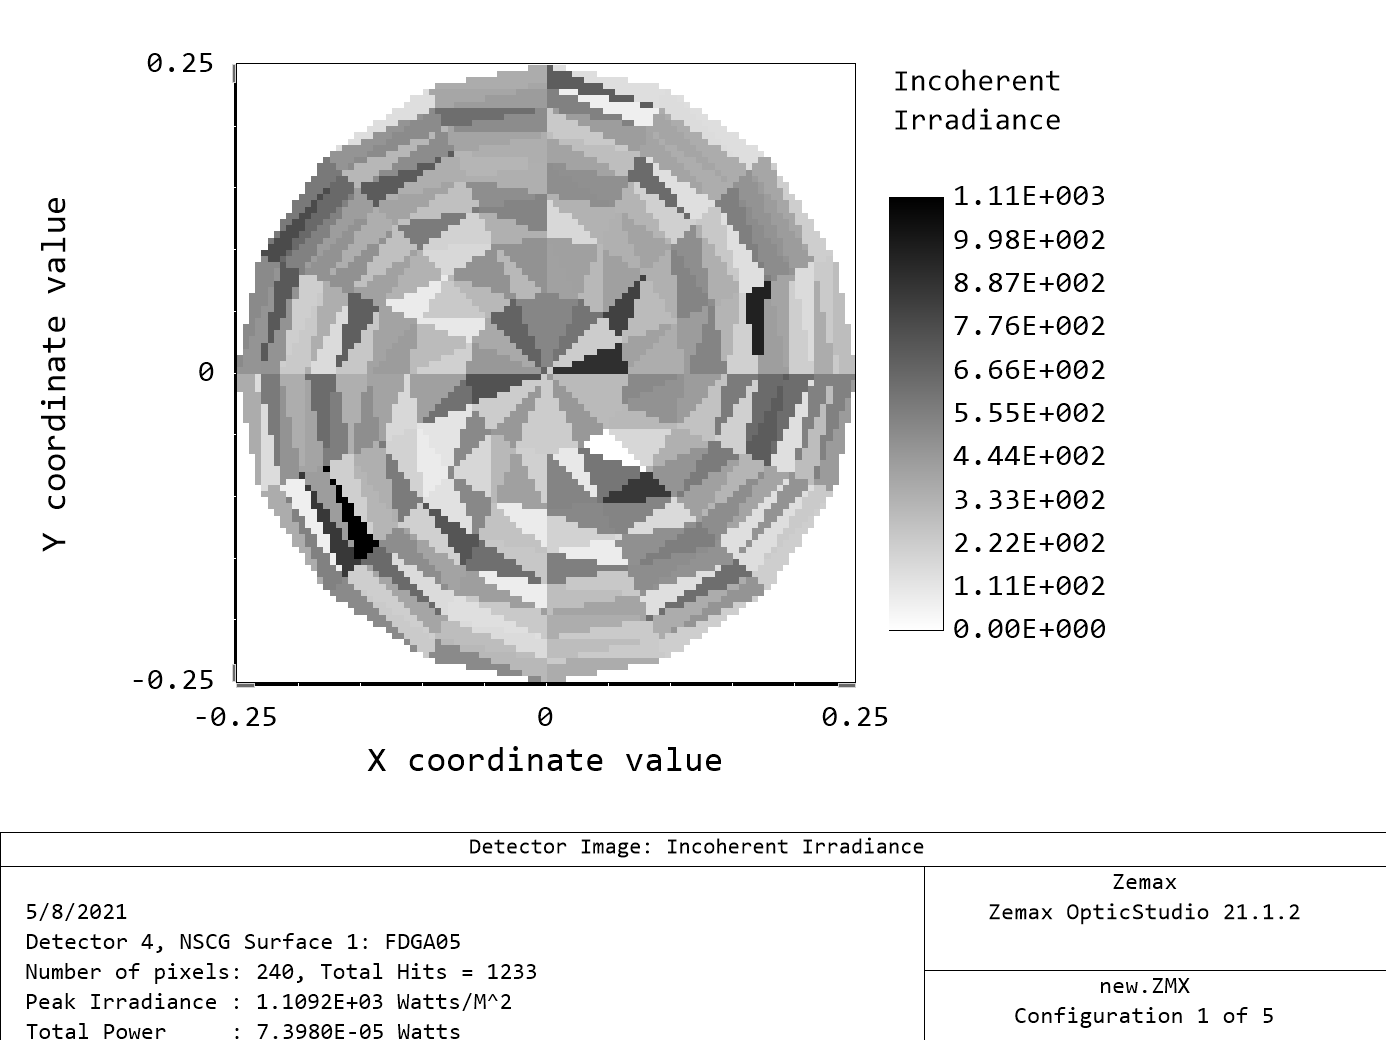 0.25
0
-0.25
Y coordinate value
-0.25
0
0.25
X coordinate value
Incoherent
Irradiance
1.11E+003
9.98E+002
8.87E+002
7.76E+002
6.66E+002
5.55E+002
4.44E+002
3.33E+002
2.22E+002
1.11E+002
0.00E+000
Detector Image: Incoherent Irradiance
5/8/2021
Detector 4, NSCG Surface 1: FDGA05
Number of pixels: 240, Total Hits = 1233
Peak Irradiance : 1.1092E+03 Watts/M^2
Total Power     : 7.3980E-05 Watts
Zemax
Zemax OpticStudio 21.1.2
new.ZMX
Configuration 1 of 5